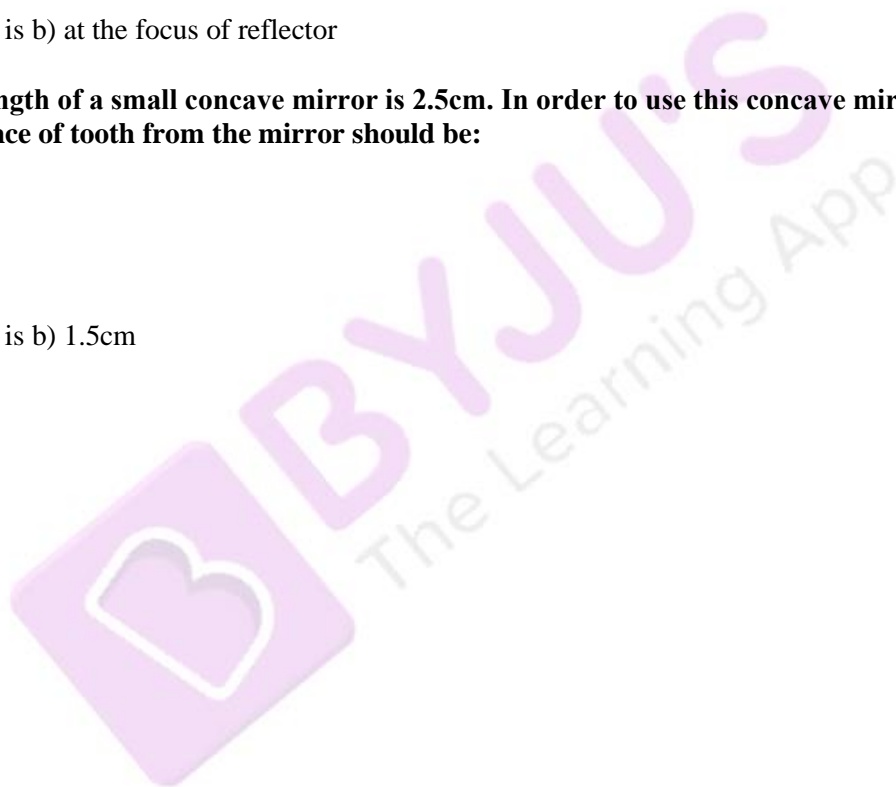 is b) at the focus of reflector
ngth of a small concave mirror is 2.5cm. In order to use this concave mir
nce of tooth from the mirror should be:
is b) 1.5cm
BYJU'S
The Learning App